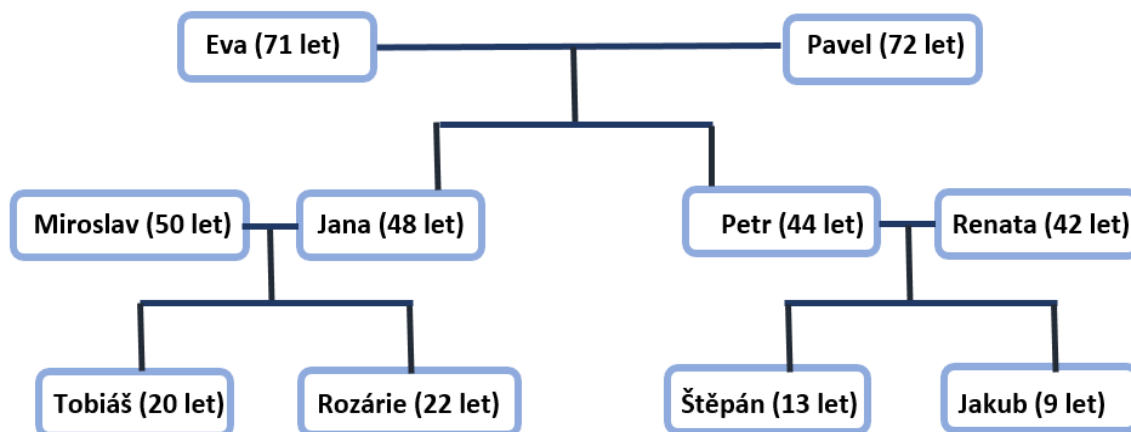 Eva (71 let)
Pavel (72 let)
Miroslav (50 let)
Jana (48 let)
Petr (44 let)
Renata (42 let)
Tobiáš (20 let)
Rozárie (22 let)
Štěpán (13 let)
Jakub (9 let)